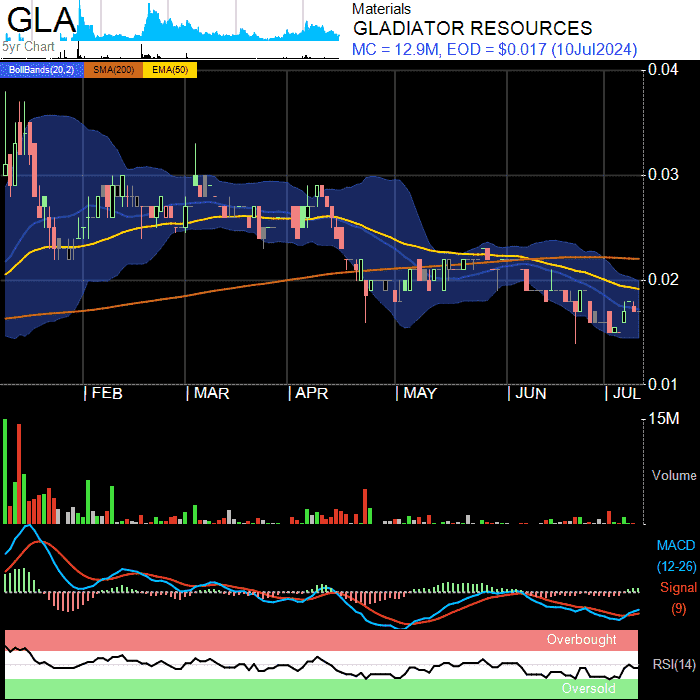 GLA
5yr Chart
Materials
GLADIATOR RESOURCES
MC = 12.9M, EOD = $0.017 (10Jul2024)
BollBands(20,2) SMA(200) EMA(50)
0.04
0.03
0.02
0.01
FEB MAR APR MAY JUN JUL
15M
Volume
MACD
(12-26)
Signal
(9)
Overbought
RSI(14)
Oversold